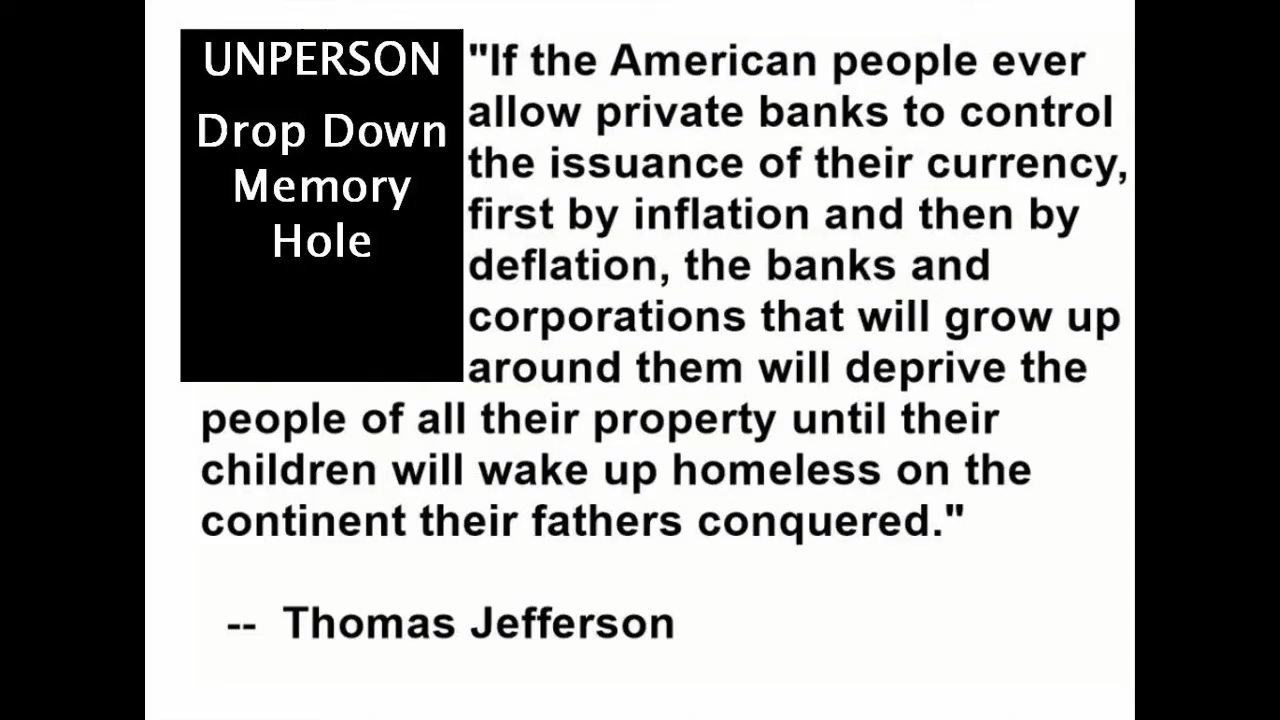 UNPERSON
Drop Down
Memory
Hole
"If the American people ever
allow private banks to control
the issuance of their currency,
first by inflation and then by
deflation, the banks and
corporations that will grow up
around them will deprive the
people of all their property until their
children will wake up homeless on the
continent their fathers conquered."
-- Thomas Jefferson